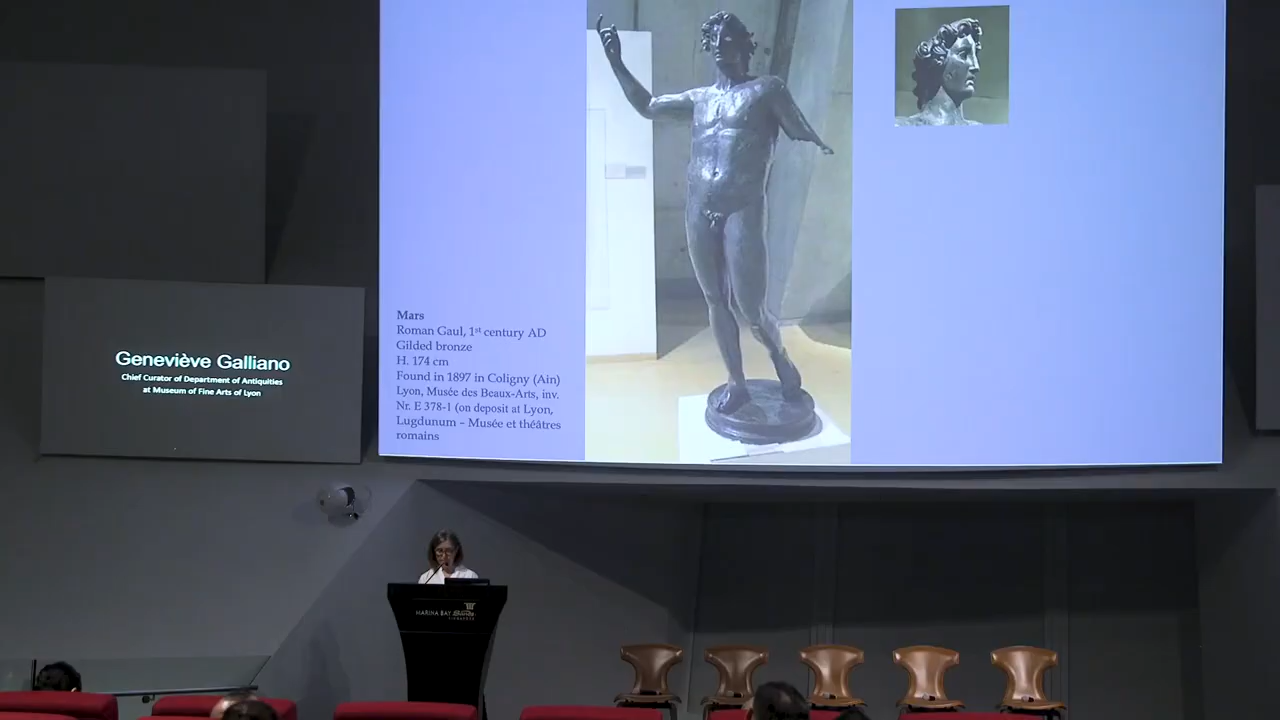 Mars
Roman Gaul, 1st century AD
Gilded bronze
H. 174 cm
Found in 1897 in Coligny (Ain)
Lyon, Musée des Beaux-Arts, inv.
Nr. E 378-1 (on deposit at Lyon,
Lugdunum – Musée et théâtres
romains
Geneviève Galliano
Chief Curator of Department of Antiquities
at Museum of Fine Arts of Lyon
MARINA BAY Sands
SINGAPORE